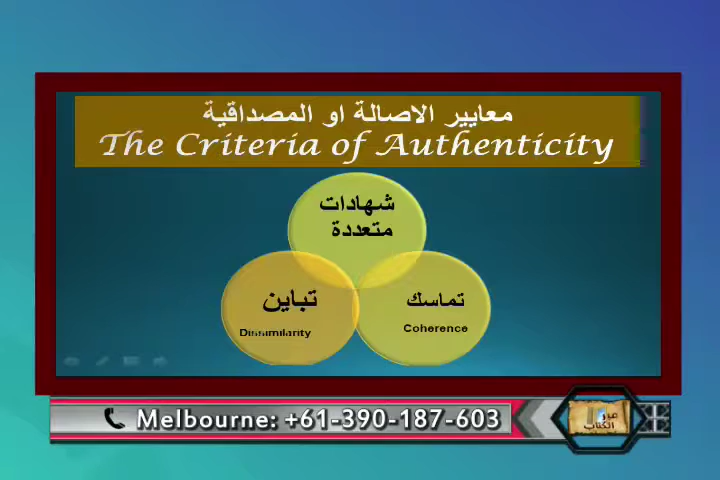 معايير الاصالة او المصداقية
The Criteria of Authenticity
شهادات
متعددة
تباين
Dissimilarity
تماسك
Coherence
Melbourne: +61-390-187-603
الكتاب